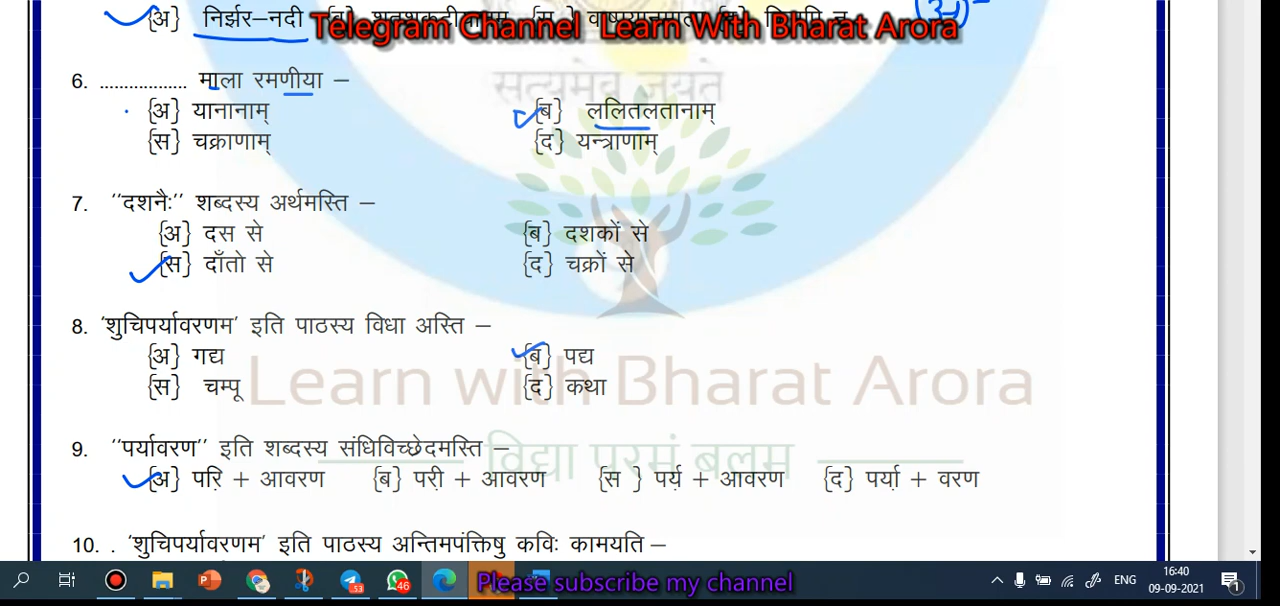 {अ} निर्झर–नदी
Telegram Channel Learn With Bharat Arora
सत्यमेव जयते
6. .................. माला रमणीया –
{अ} यानानाम् {ब} ललितलतानाम्
{स} चक्राणाम् {द} यन्त्राणाम्
7. ''दशनैः'' शब्दस्य अर्थमस्ति –
{अ} दस से {ब} दशकों से
{स} दाँतो से {द} चक्रों से
8. 'शुचिपर्यावरणम' इति पाठस्य विधा अस्ति –
{अ} गद्य {ब} पद्य
{स} चम्पू {द} कथा
Learn with Bharat Arora
9. ''पर्यावरण'' इति शब्दस्य संधिविच्छेदमस्ति –
विद्या परमं बलम
{अ} परि + आवरण {ब} परी + आवरण {स } पर्य + आवरण {द} पर्या + वरण
10. . 'शुचिपर्यावरणम' इति पाठस्य अन्तिमपंक्तिषु कविः कामयति –
Please subscribe my channel
53
46
ENG
16:40
09-09-2021
1